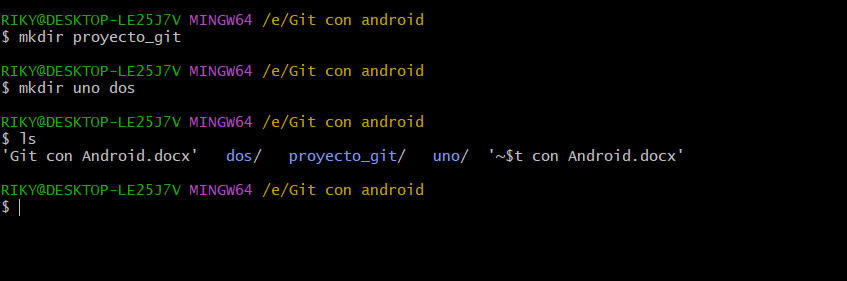 RIKY@DESKTOP-LE25J7V MINGW64 /e/Git con android
$ mkdir proyecto_git
RIKY@DESKTOP-LE25J7V MINGW64 /e/Git con android
$ mkdir uno dos
RIKY@DESKTOP-LE25J7V MINGW64 /e/Git con android
$ ls
'Git con Android.docx'   dos/   proyecto_git/   uno/  '~$t con Android.docx'
RIKY@DESKTOP-LE25J7V MINGW64 /e/Git con android
$